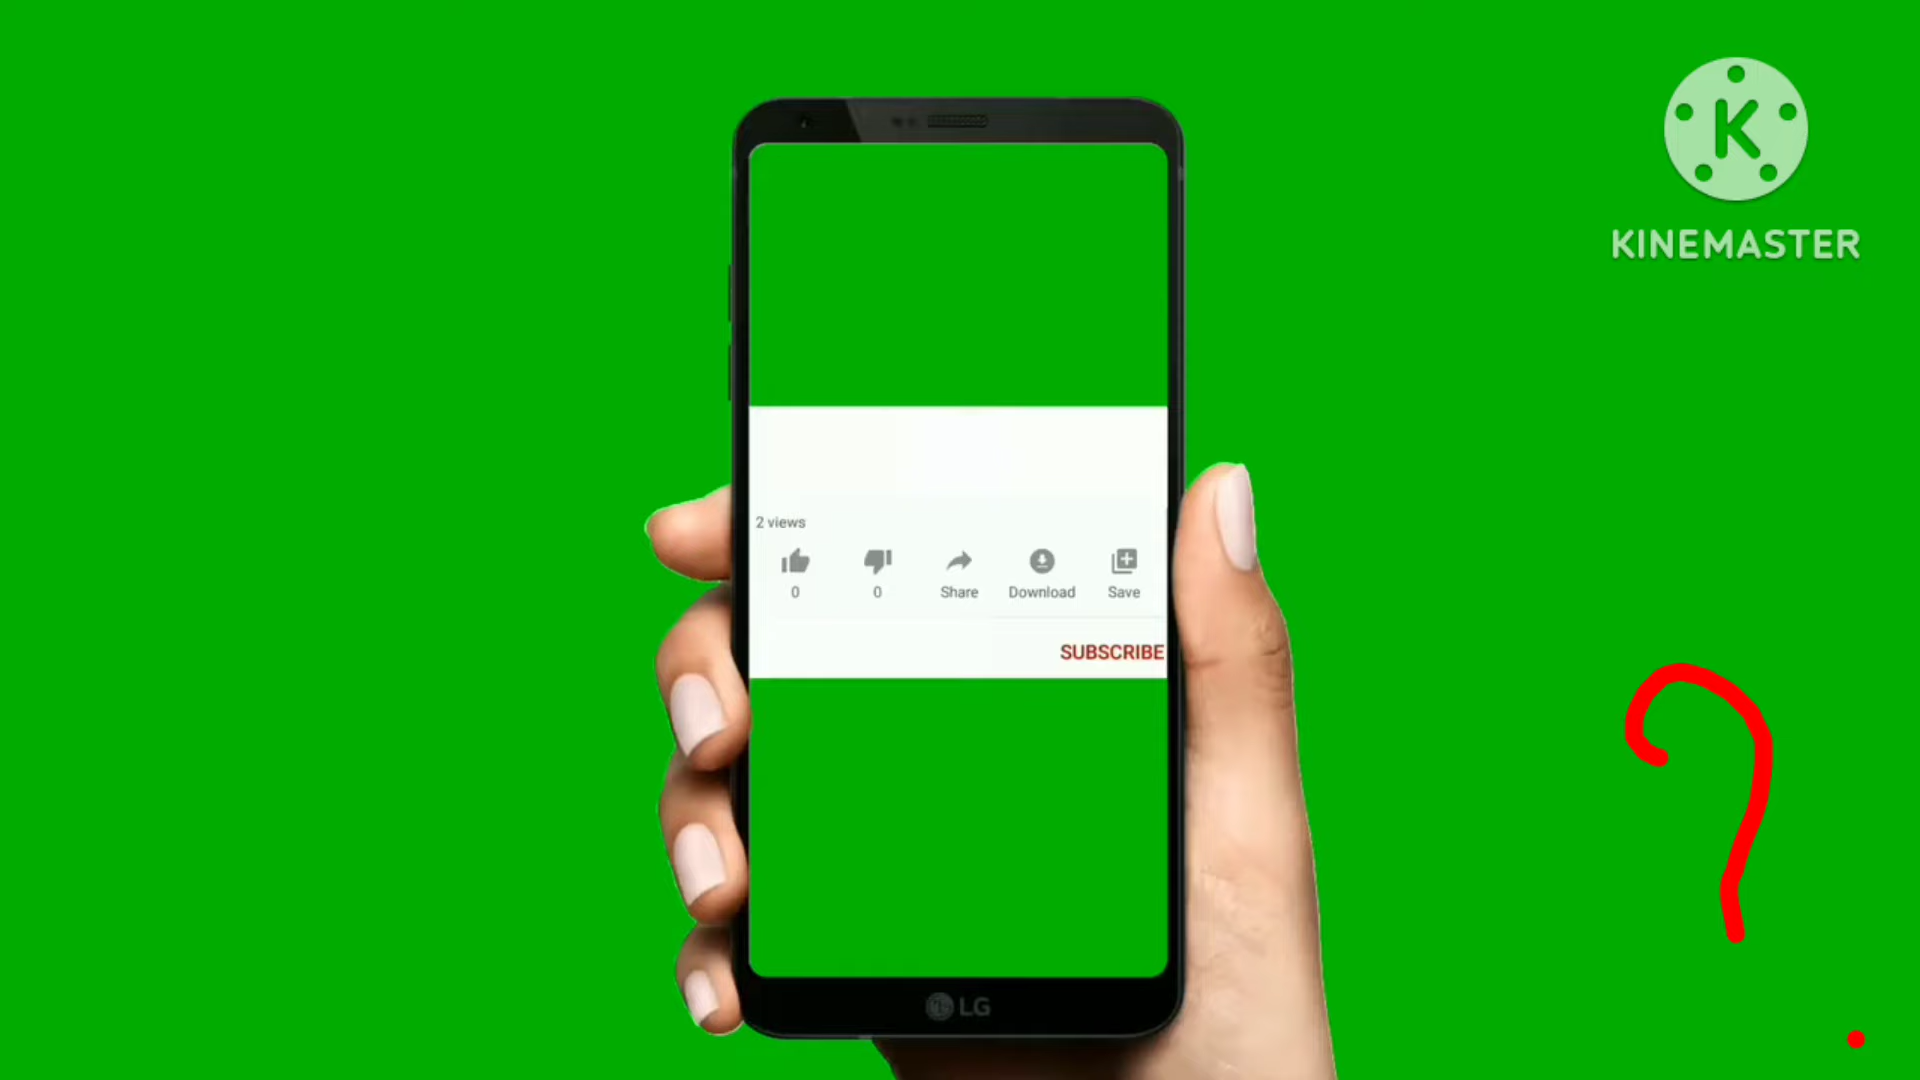 K
KINEMASTER
2 views
0 0 Share Download Save
SUBSCRIBE
LG
?